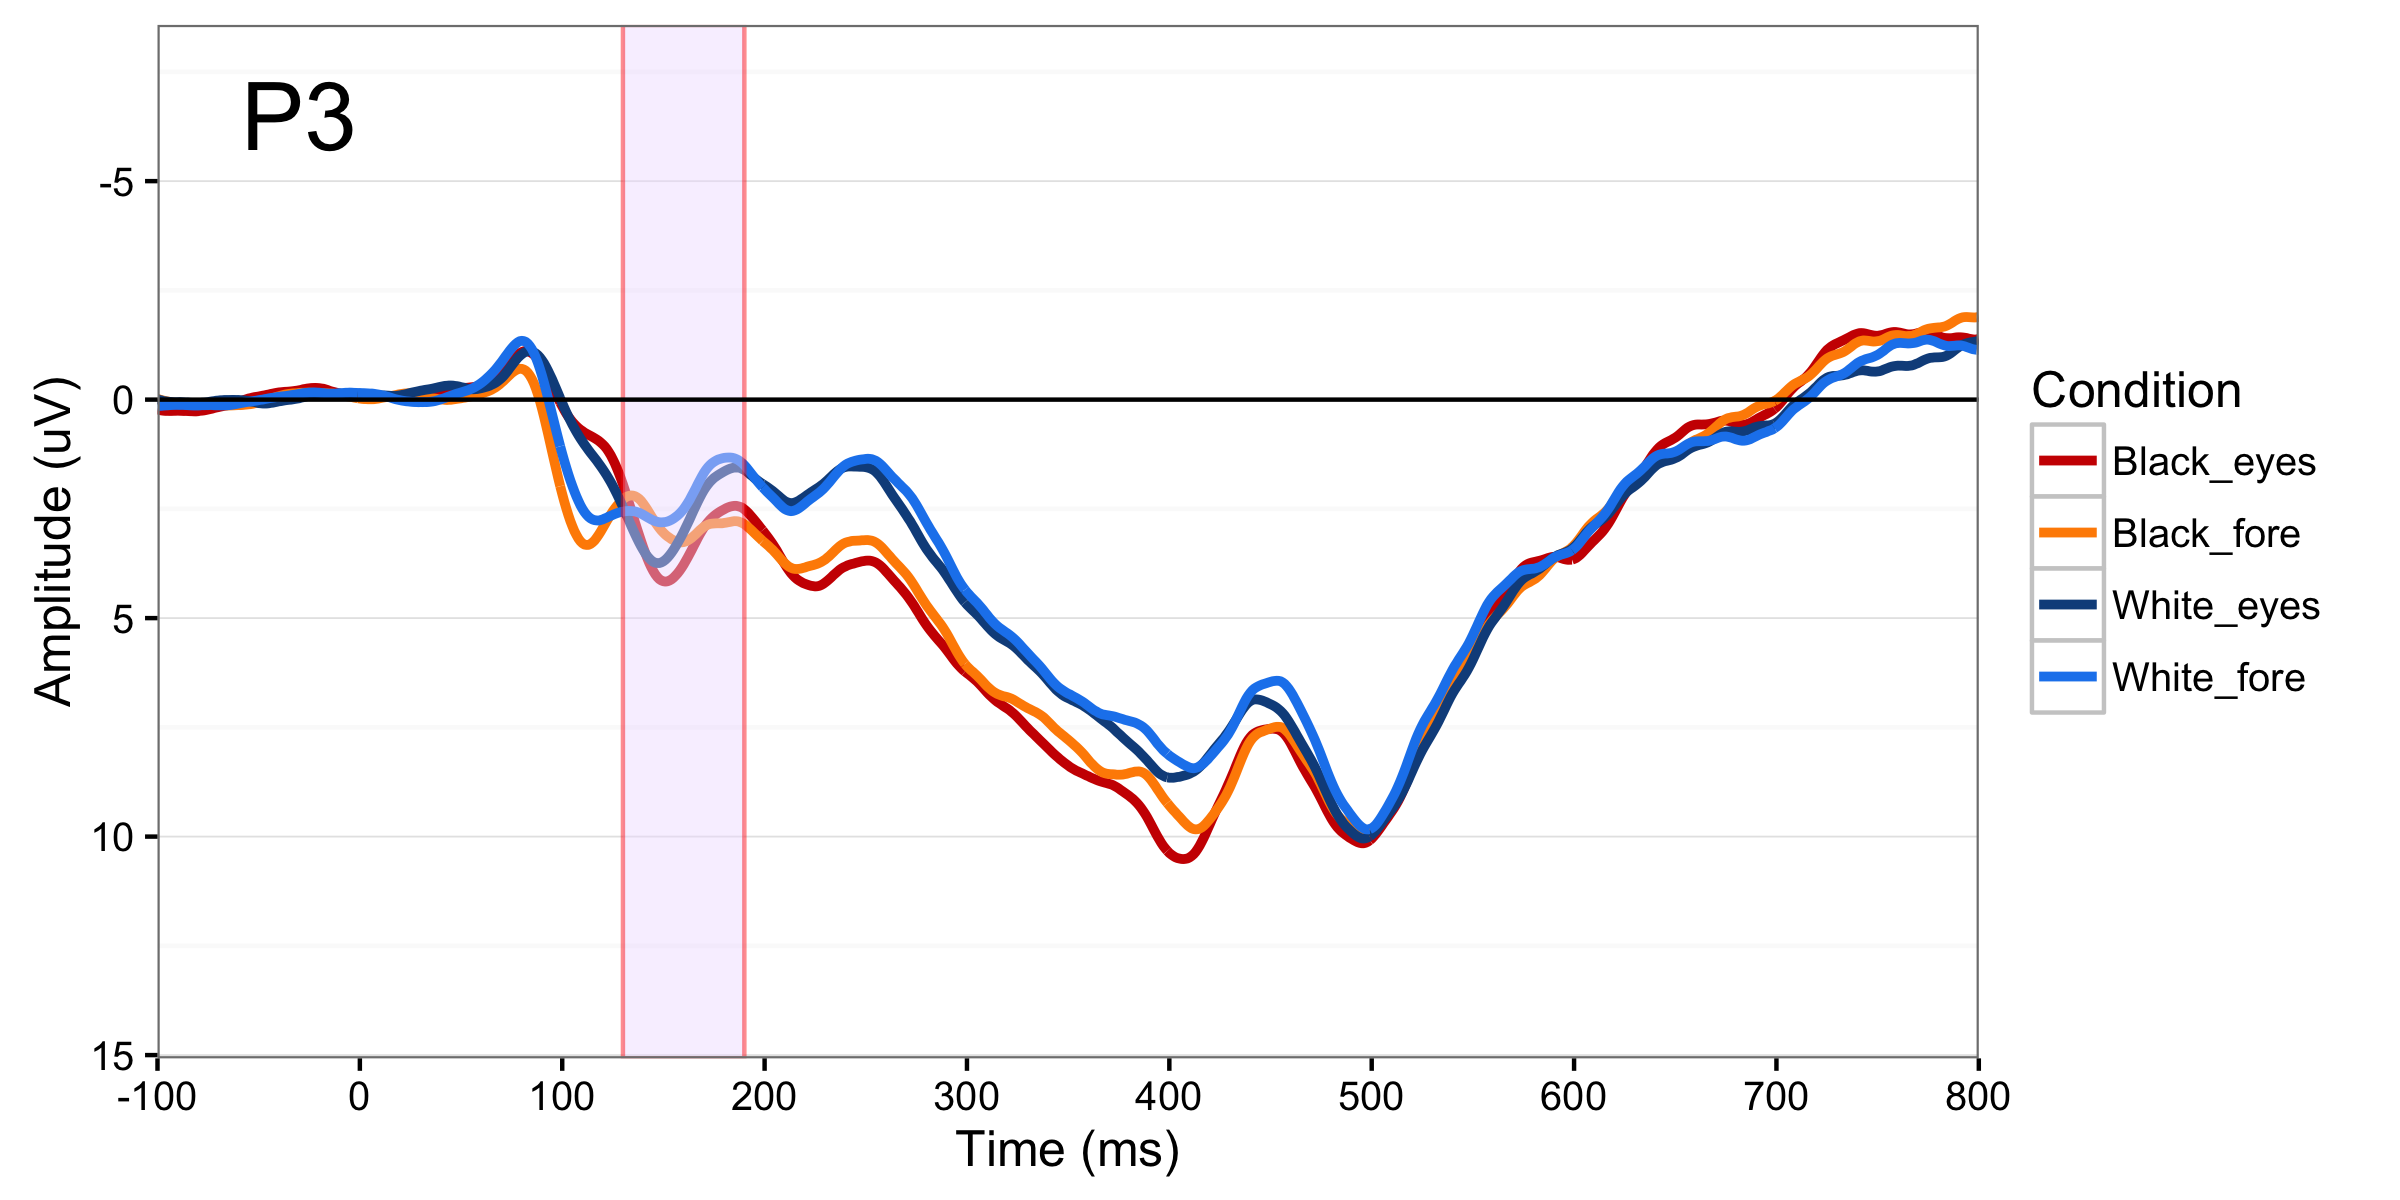 P3
-5
0
5
10
15
Amplitude (uV)
-100 0 100 200 300 400 500 600 700 800
Time (ms)
Condition
Black_eyes
Black_fore
White_eyes
White_fore